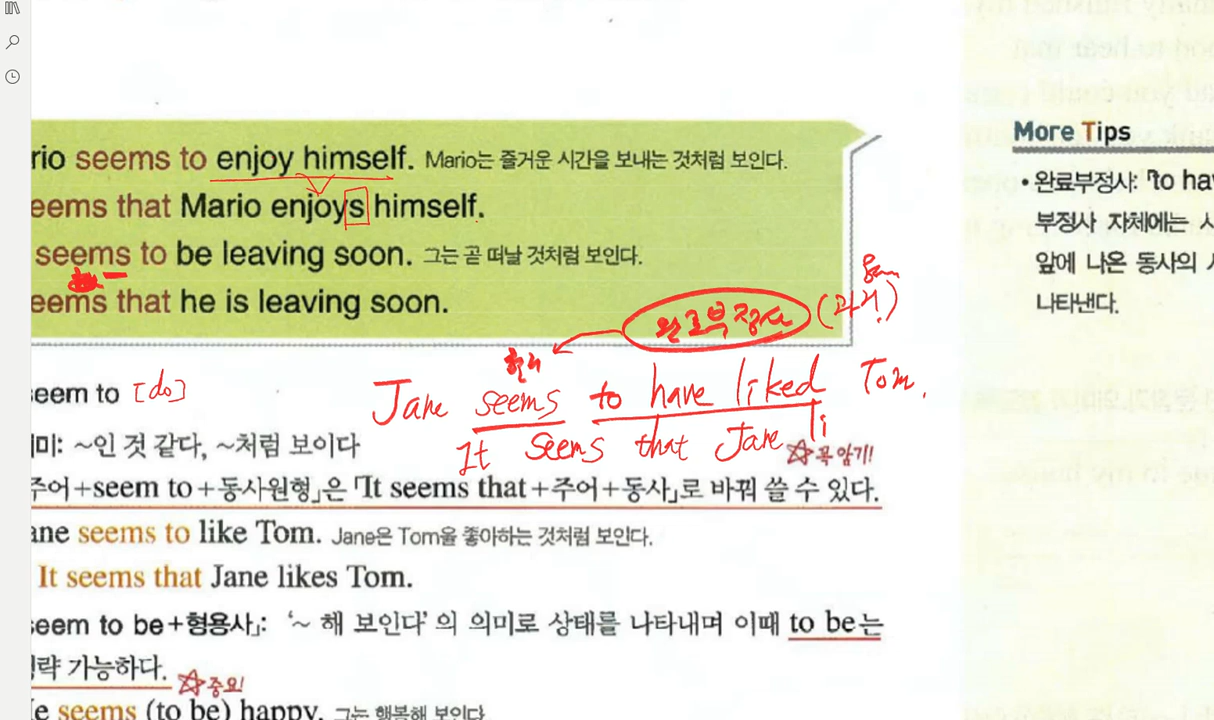 rio seems to enjoy himself. Mario는 즐거운 시간을 보내는 것처럼 보인다.
eems that Mario enjoys himself.
seems to be leaving soon. 그는 곧 떠날 것처럼 보인다.
eems that he is leaving soon.
완료부정사 (과거)
현재
Jane seems to have liked Tom.
It seems that Jane li
seem to [do]
미: ~인 것 같다, ~처럼 보이다
꼭 암기!
주어+seem to+동사원형」은 「It seems that+주어+동사」로 바꿔 쓸 수 있다.
ane seems to like Tom. Jane은 Tom을 좋아하는 것처럼 보인다.
It seems that Jane likes Tom.
seem to be+형용사」: ‘~ 해 보인다’ 의 의미로 상태를 나타내며 이때 to be는
략 가능하다. 중요!
e seems (to be) happy. 그는 행복해 보인다.
More Tips
• 완료부정사: 「to hav
부정사 자체에는 시
앞에 나온 동사의 시
나타낸다.